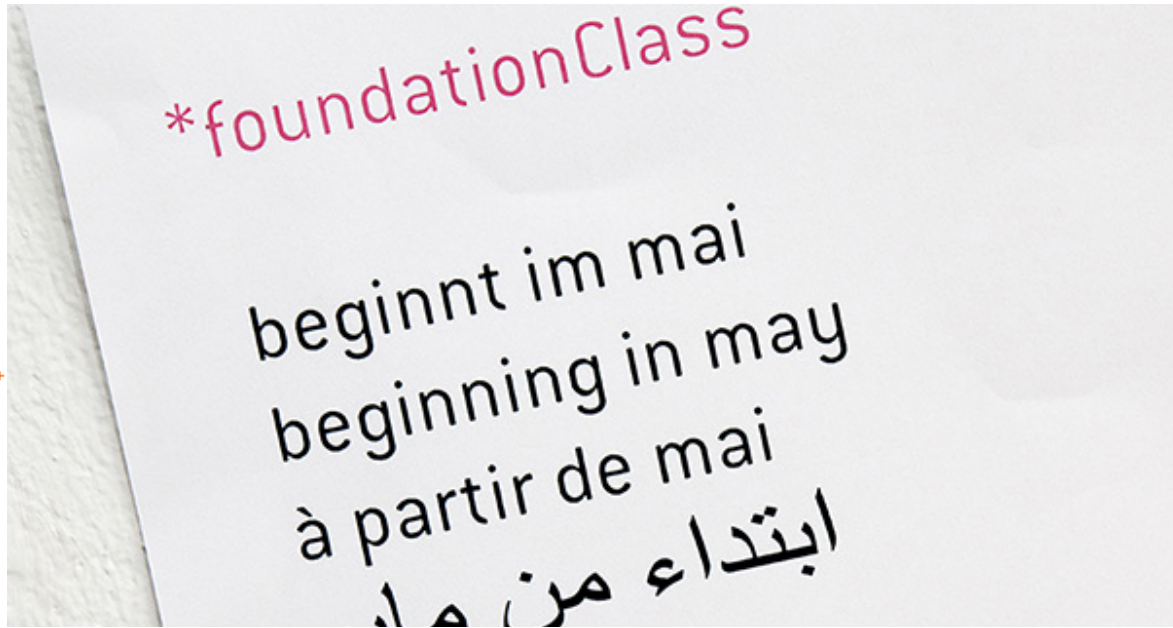 *foundationClass
beginnt im mai
beginning in may
à partir de mai
ابتداء من